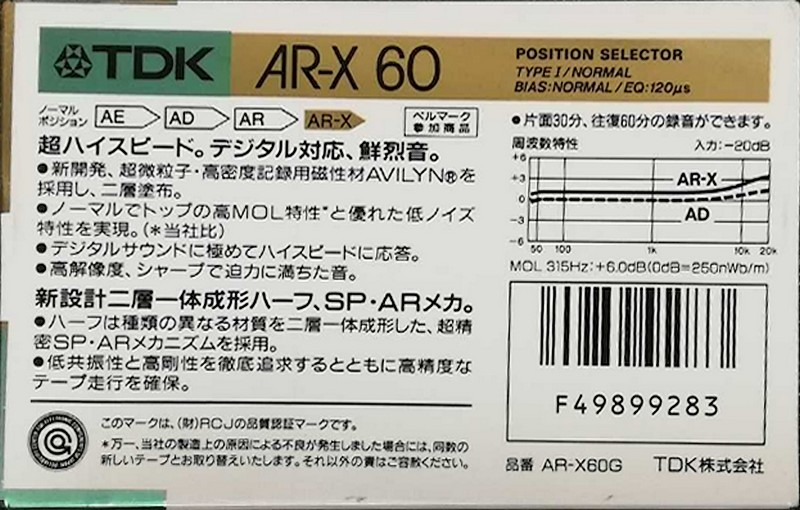 TDK AR-X 60
POSITION SELECTOR
TYPE I/NORMAL
BIAS:NORMAL/EQ:120μs
ノーマル
ポジション
AE AD AR AR-X
ベルマーク
参加商品
超ハイスピード。デジタル対応、鮮烈音。
●新開発、超微粒子・高密度記録用磁性材AVILYN®を
採用し、二層塗布。
●ノーマルでトップの高MOL特性*と優れた低ノイズ
特性を実現。(*当社比)
●デジタルサウンドに極めてハイスピードに応答。
●高解像度、シャープで迫力に満ちた音。
新設計二層一体成形ハーフ、SP・ARメカ。
●ハーフは種類の異なる材質を二層一体成形した、超精
密SP・ARメカニズムを採用。
●低共振性と高剛性を徹底追求するとともに高精度な
テープ走行を確保。
このマークは、(財)RCJの品質認証マークです。
*万一、当社の製造上の原因による不良が発生しました場合には、同数の
新しいテープとお取り替えいたします。それ以外の責はご容赦ください。
●片面30分、往復60分の録音ができます。
周波数特性 入力:−20dB
+6
+3
0
−3
−6
AR-X
AD
50 100 1k 10k 20k
MOL 315Hz:+6.0dB(0dB=250nWb/m)
F49899283
品番 AR-X60G TDK株式会社